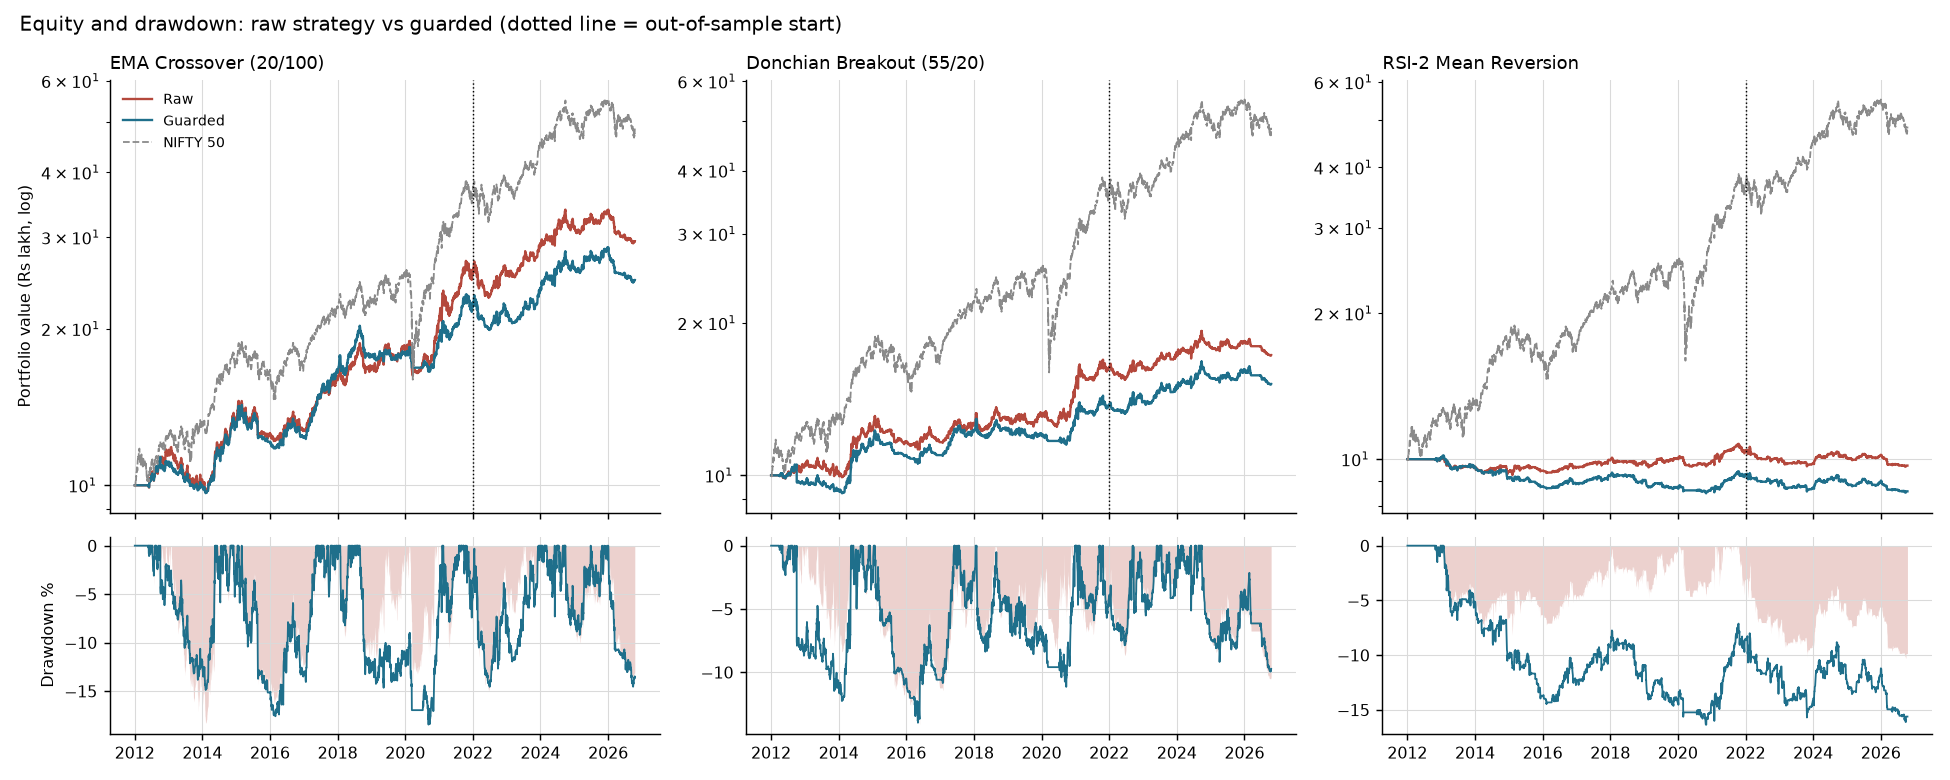 Equity and drawdown: raw strategy vs guarded (dotted line = out-of-sample start)
EMA Crossover (20/100)
Portfolio value (Rs lakh, log)
6 × 10¹
4 × 10¹
3 × 10¹
2 × 10¹
10¹
Raw
Guarded
NIFTY 50
Donchian Breakout (55/20)
6 × 10¹
4 × 10¹
3 × 10¹
2 × 10¹
10¹
RSI-2 Mean Reversion
6 × 10¹
4 × 10¹
3 × 10¹
2 × 10¹
10¹
Drawdown %
0
−5
−10
−15
2012 2014 2016 2018 2020 2022 2024 2026
0
−5
−10
2012 2014 2016 2018 2020 2022 2024 2026
0
−5
−10
−15
2012 2014 2016 2018 2020 2022 2024 2026